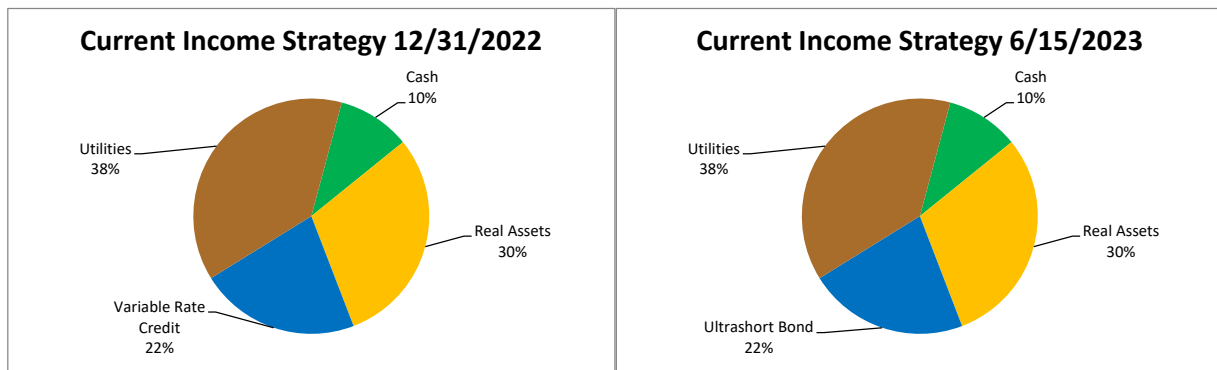 Current Income Strategy 12/31/2022
Cash
10%
Utilities
38%
Real Assets
30%
Variable Rate
Credit
22%
Current Income Strategy 6/15/2023
Cash
10%
Utilities
38%
Real Assets
30%
Ultrashort Bond
22%